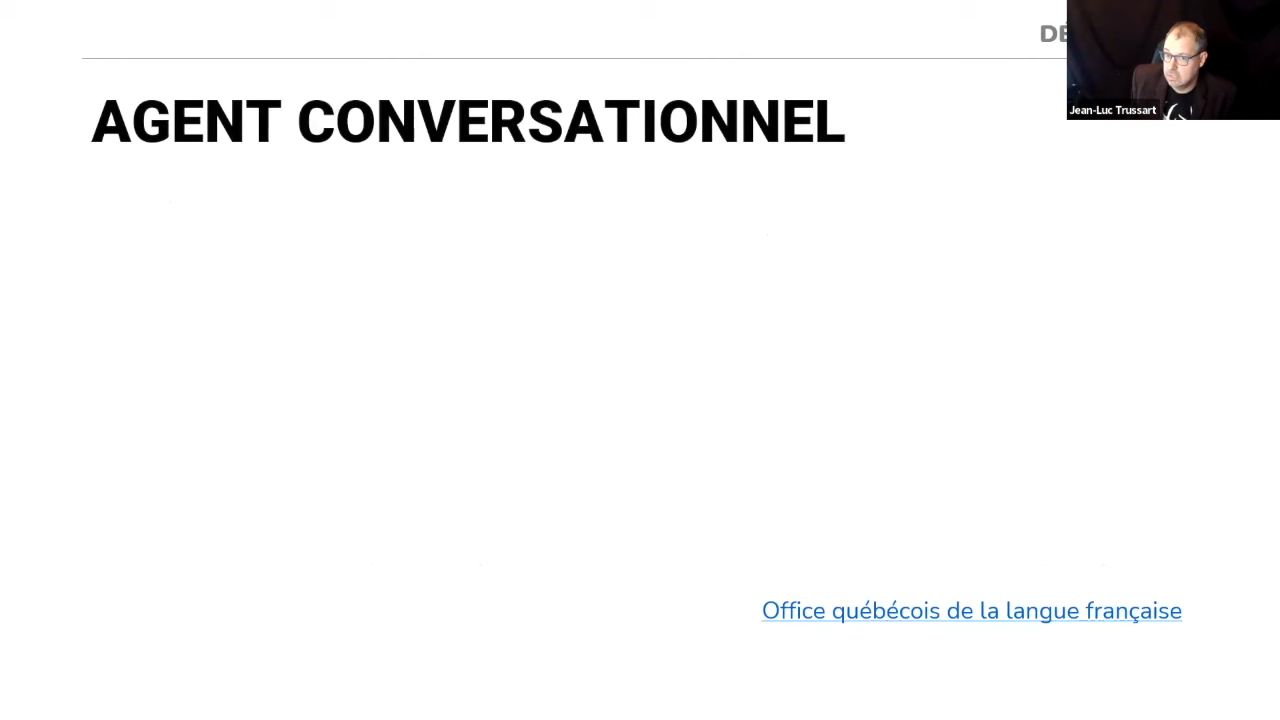 AGENT CONVERSATIONNEL
Jean-Luc Trussart
Office québécois de la langue française